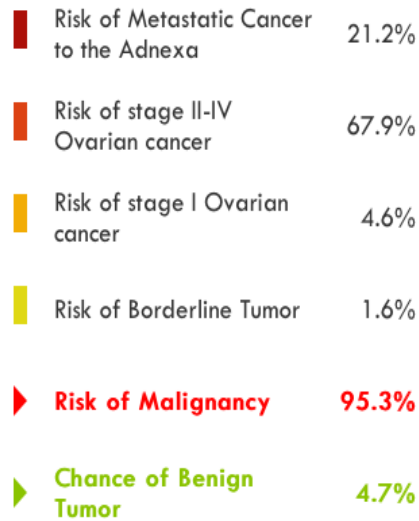 Risk of Metastatic Cancer
to the Adnexa
21.2%
Risk of stage II-IV
Ovarian cancer
67.9%
Risk of stage I Ovarian
cancer
4.6%
Risk of Borderline Tumor 1.6%
Risk of Malignancy 95.3%
Chance of Benign
Tumor
4.7%